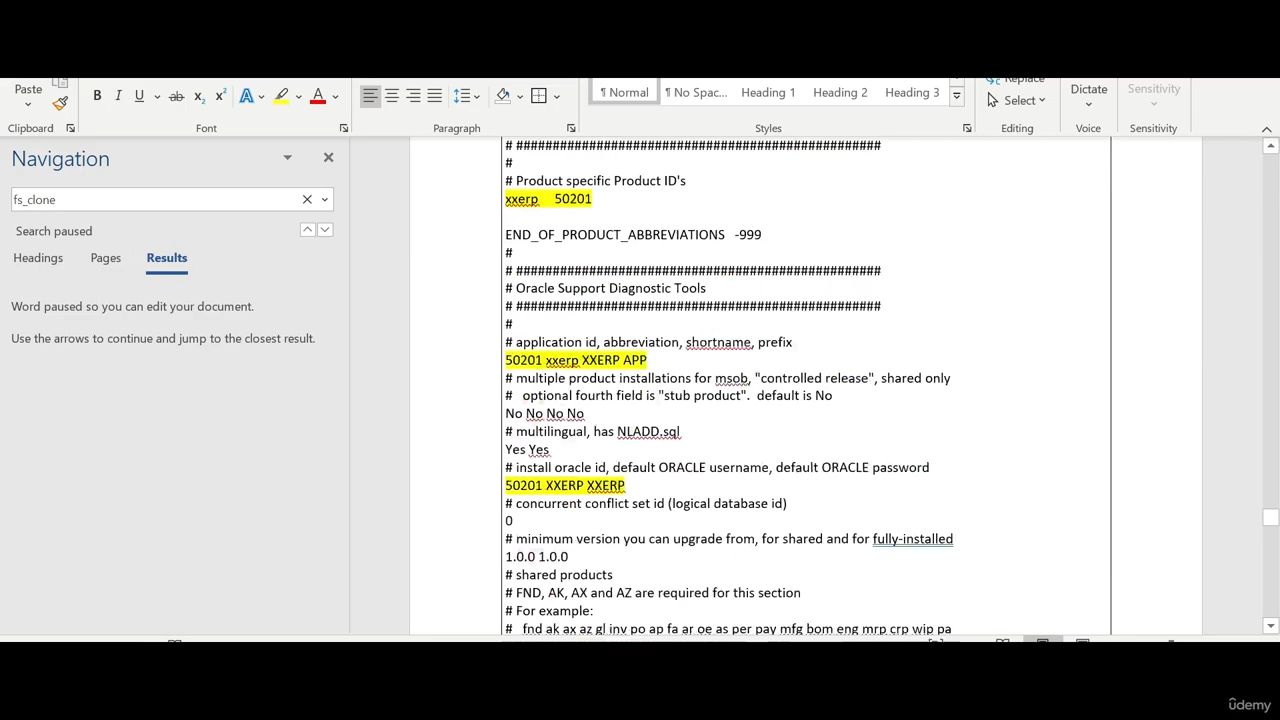 Paste
Replace
Select
Dictate
Sensitivity
B I U ab x₂ x² A A
¶ Normal ¶ No Spac... Heading 1 Heading 2 Heading 3
Clipboard Font Paragraph Styles Editing Voice Sensitivity
Navigation
fs_clone
Search paused
Headings Pages Results
Word paused so you can edit your document.
Use the arrows to continue and jump to the closest result.
# ##################################################
#
# Product specific Product ID's
xxerp 50201
END_OF_PRODUCT_ABBREVIATIONS -999
#
# ##################################################
# Oracle Support Diagnostic Tools
# ##################################################
#
# application id, abbreviation, shortname, prefix
50201 xxerp XXERP APP
# multiple product installations for msob, "controlled release", shared only
# optional fourth field is "stub product". default is No
No No No No
# multilingual, has NLADD.sql
Yes Yes
# install oracle id, default ORACLE username, default ORACLE password
50201 XXERP XXERP
# concurrent conflict set id (logical database id)
0
# minimum version you can upgrade from, for shared and for fully-installed
1.0.0 1.0.0
# shared products
# FND, AK, AX and AZ are required for this section
# For example:
# fnd ak ax az gl inv po ap fa ar oe as per pay mfg bom eng mrp crp wip pa
ûdemy